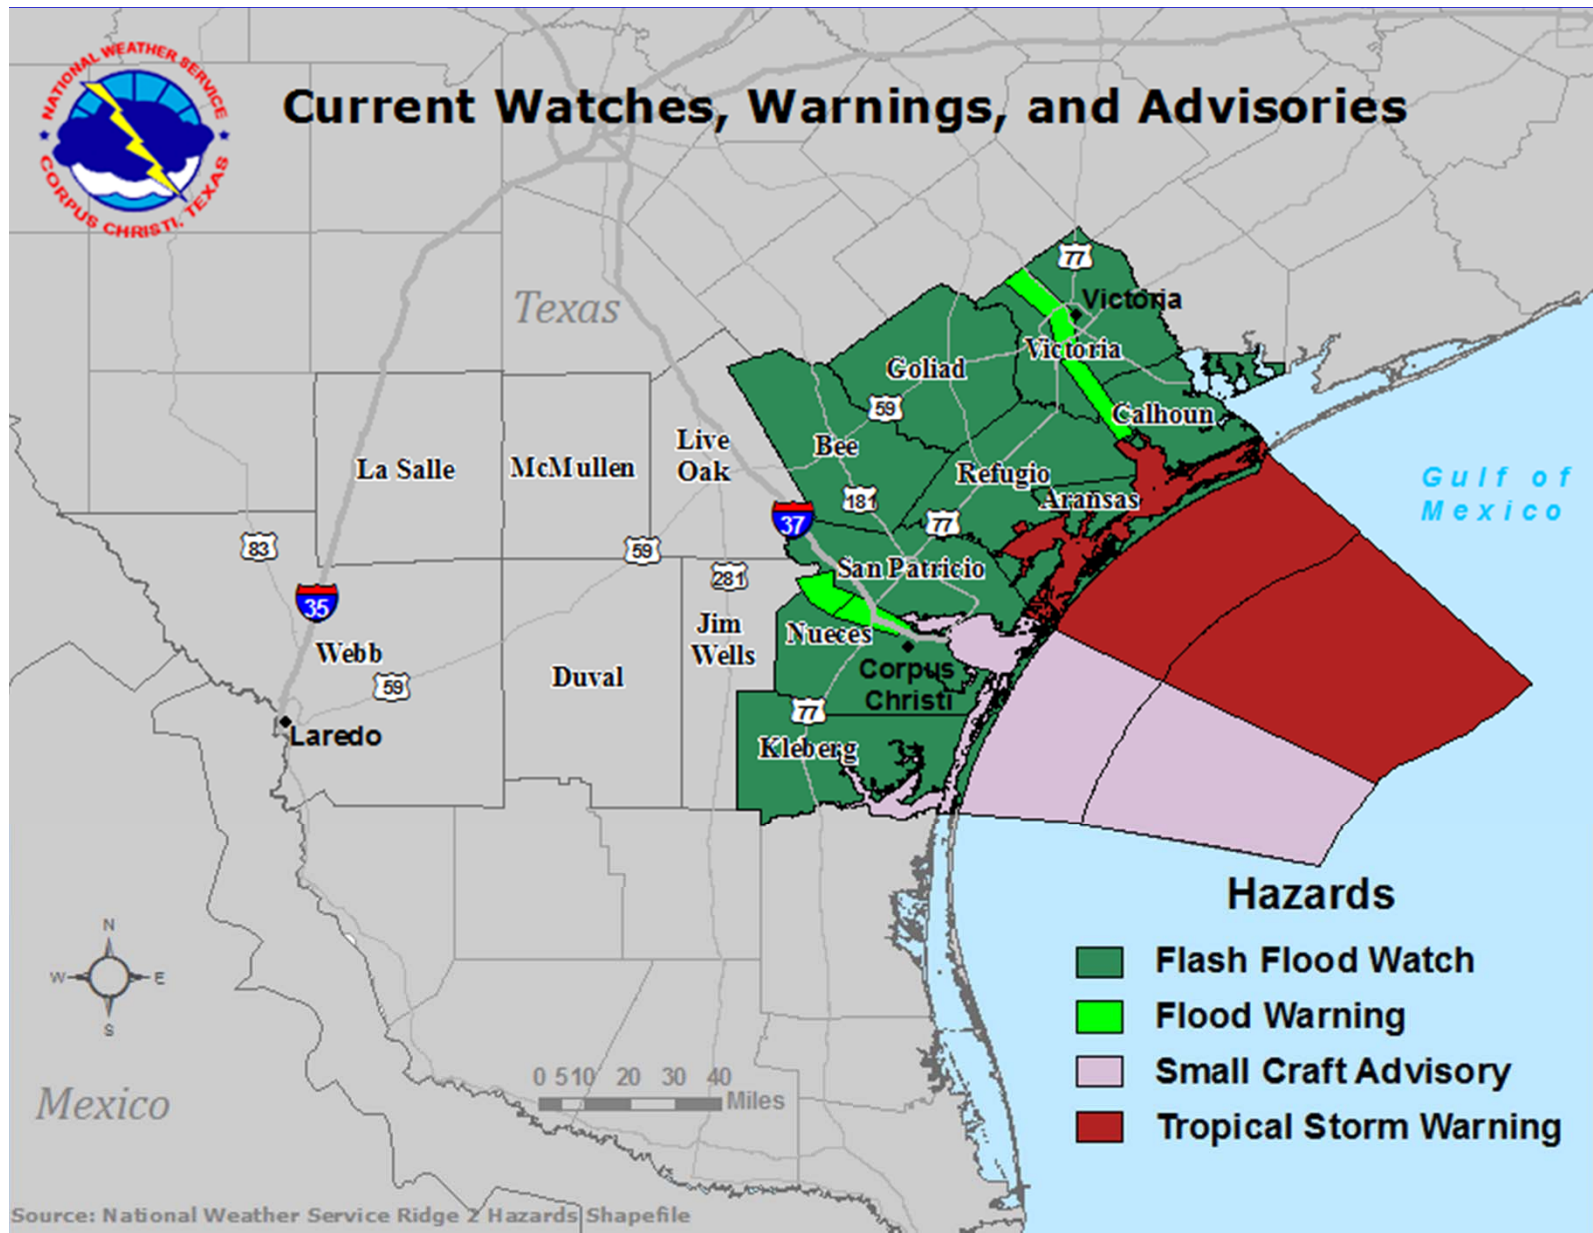 NATIONAL WEATHER SERVICE
CORPUS CHRISTI, TEXAS
Current Watches, Warnings, and Advisories
77
Texas
Victoria
Victoria
Goliad
59
Calhoun
Live
Oak
Bee
La Salle
McMullen
Refugio
Gulf of
Mexico
181
Aransas
37
77
83
59
San Patricio
281
35
Jim
Wells
Nueces
Webb
Corpus
Christi
Duval
59
77
Laredo
Kleberg
Hazards
Flash Flood Watch
Flood Warning
Small Craft Advisory
Tropical Storm Warning
N
W
E
S
0 5 10 20 30 40
Miles
Mexico
Source: National Weather Service Ridge 2 Hazards Shapefile